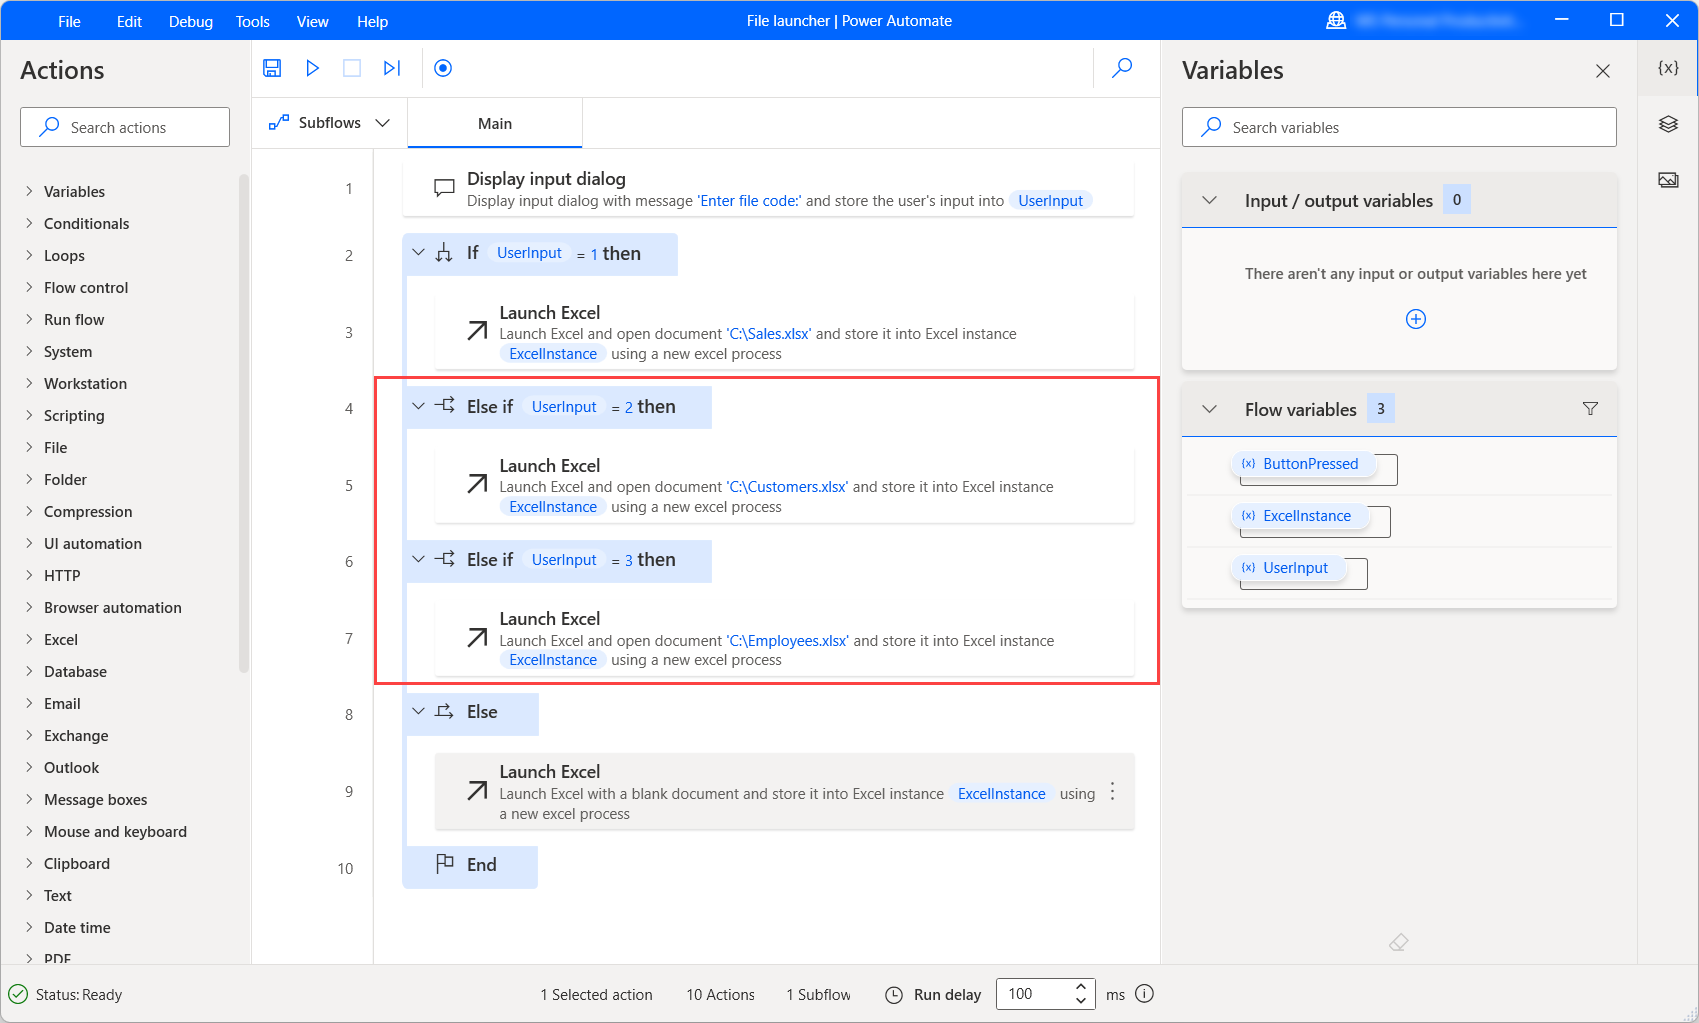 File Edit Debug Tools View Help
File launcher | Power Automate
Actions
Search actions
Variables
Conditionals
Loops
Flow control
Run flow
System
Workstation
Scripting
File
Folder
Compression
UI automation
HTTP
Browser automation
Excel
Database
Email
Exchange
Outlook
Message boxes
Mouse and keyboard
Clipboard
Text
Date time
PDF
Subflows
Main
1
Display input dialog
Display input dialog with message 'Enter file code:' and store the user's input into UserInput
2
If UserInput = 1 then
3
Launch Excel
Launch Excel and open document 'C:\Sales.xlsx' and store it into Excel instance
ExcelInstance using a new excel process
4
Else if UserInput = 2 then
5
Launch Excel
Launch Excel and open document 'C:\Customers.xlsx' and store it into Excel instance
ExcelInstance using a new excel process
6
Else if UserInput = 3 then
7
Launch Excel
Launch Excel and open document 'C:\Employees.xlsx' and store it into Excel instance
ExcelInstance using a new excel process
8
Else
9
Launch Excel
Launch Excel with a blank document and store it into Excel instance ExcelInstance using
a new excel process
10
End
Variables
{x}
Search variables
Input / output variables 0
There aren't any input or output variables here yet
Flow variables 3
{x} ButtonPressed
{x} ExcelInstance
{x} UserInput
Status: Ready
1 Selected action
10 Actions
1 Subflow
Run delay 100 ms